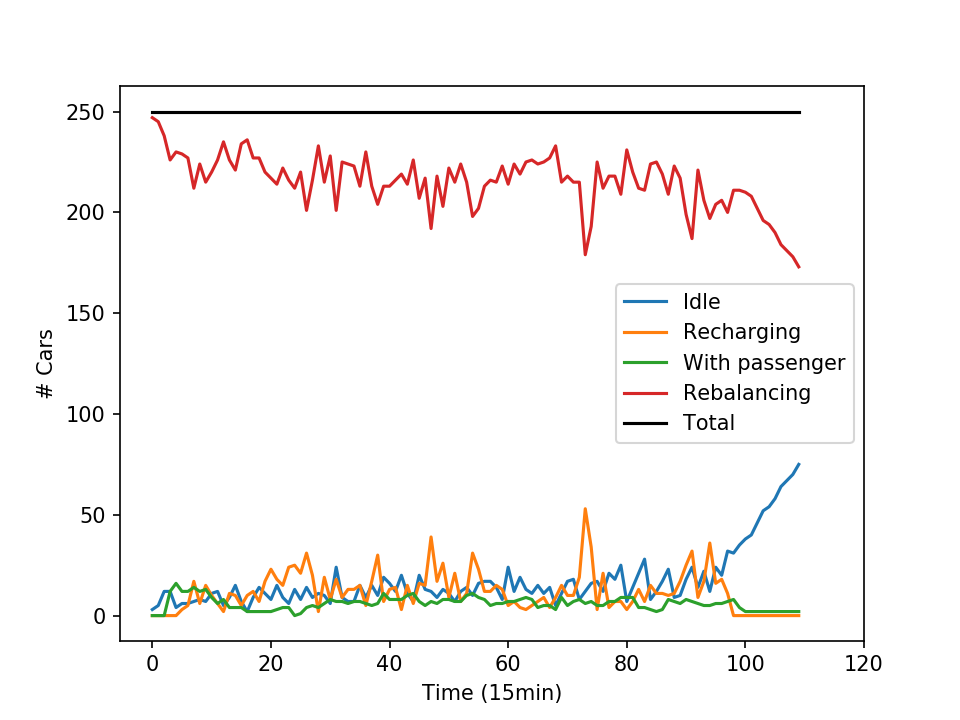 250
200
150
100
50
0
# Cars
Idle
Recharging
With passenger
Rebalancing
Total
0 20 40 60 80 100 120
Time (15min)